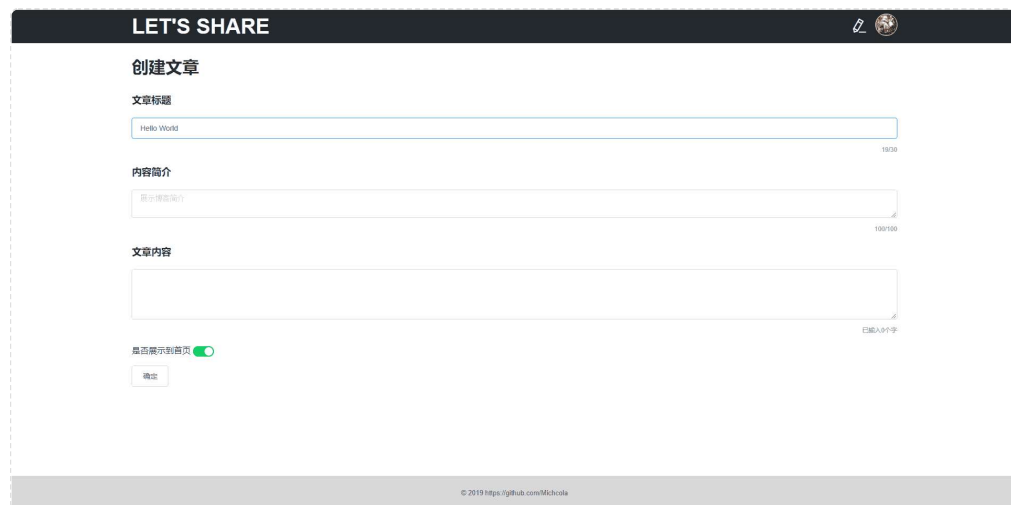 LET'S SHARE
创建文章
文章标题
Hello World
19/30
内容简介
展示博客简介
100/100
文章内容
已输入0个字
是否展示到首页
确定
© 2019 https://github.com/Michcola